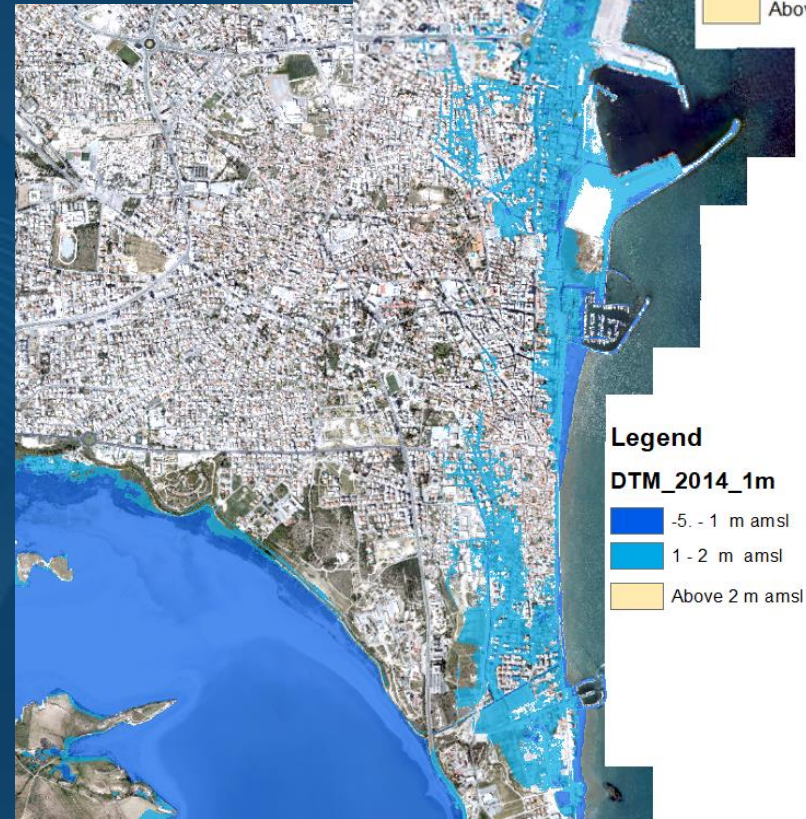 Abov
Legend
DTM_2014_1m
-5. - 1 m amsl
1 - 2 m amsl
Above 2 m amsl